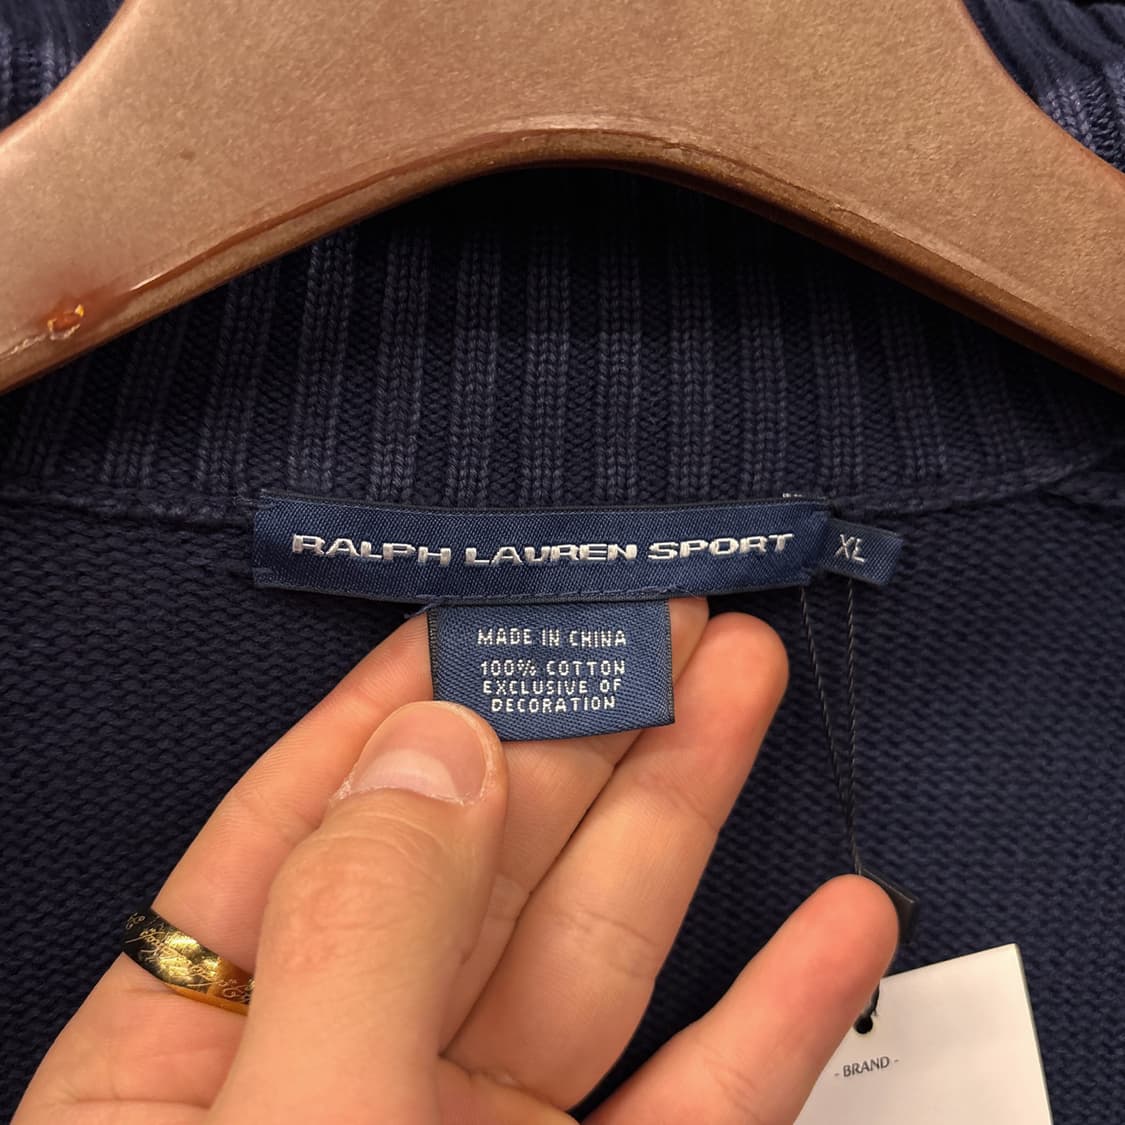 RALPH LAUREN SPORT
XL
MADE IN CHINA
100% COTTON
EXCLUSIVE OF
DECORATION
- BRAND -